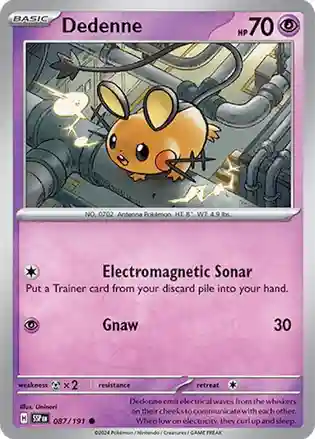 BASIC
Dedenne HP 70
NO. 0702 Antenna Pokémon HT: 8" WT: 4.9 lbs.
Electromagnetic Sonar
Put a Trainer card from your discard pile into your hand.
Gnaw 30
weakness ×2 resistance retreat
Illus. Uninori
H SSP EN 087/191
Dedenne emit electrical waves from the whiskers
on their cheeks to communicate with each other.
When low on electricity, they curl up and sleep.
©2024 Pokémon / Nintendo / Creatures / GAME FREAK